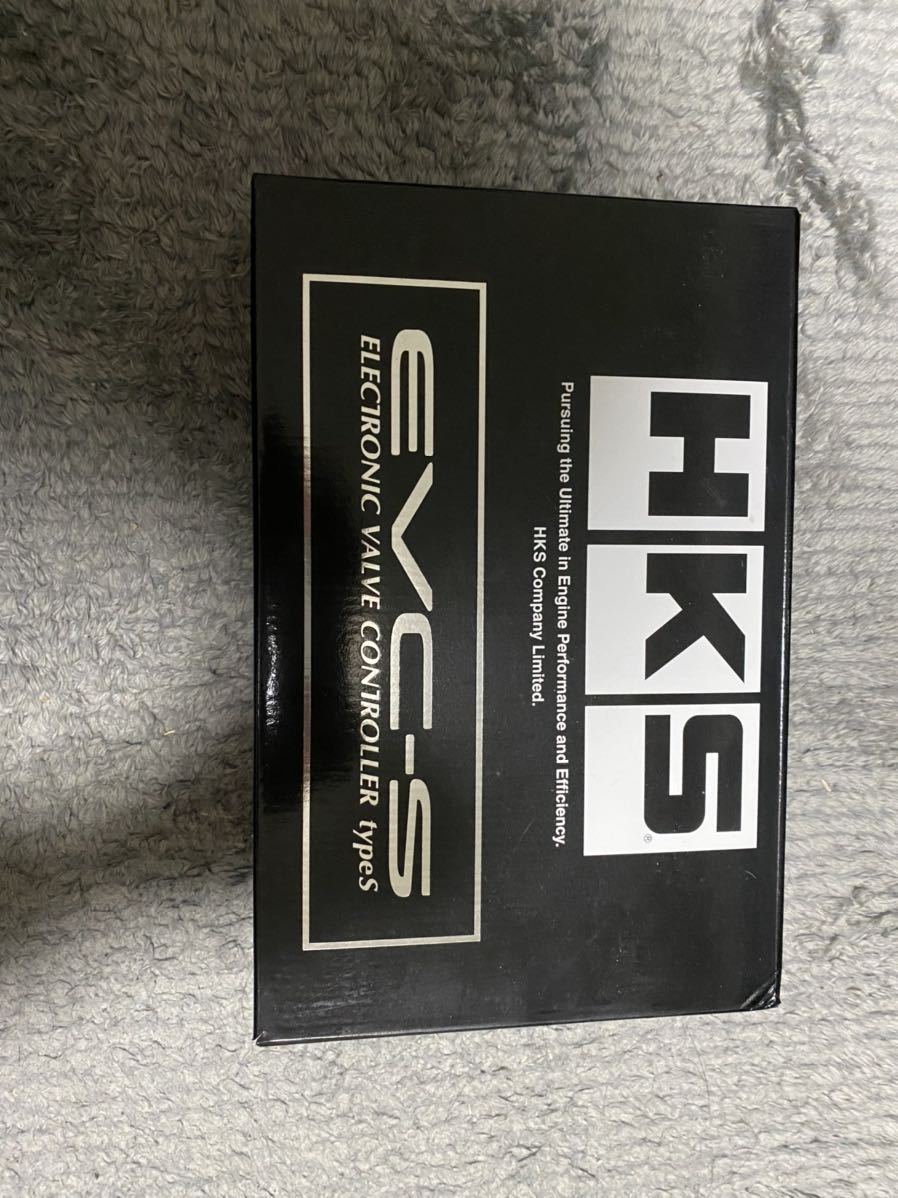 HKS®
Pursuing the Ultimate in Engine Performance and Efficiency.
HKS Company Limited.
EVC-S
ELECTRONIC VALVE CONTROLLER typeS